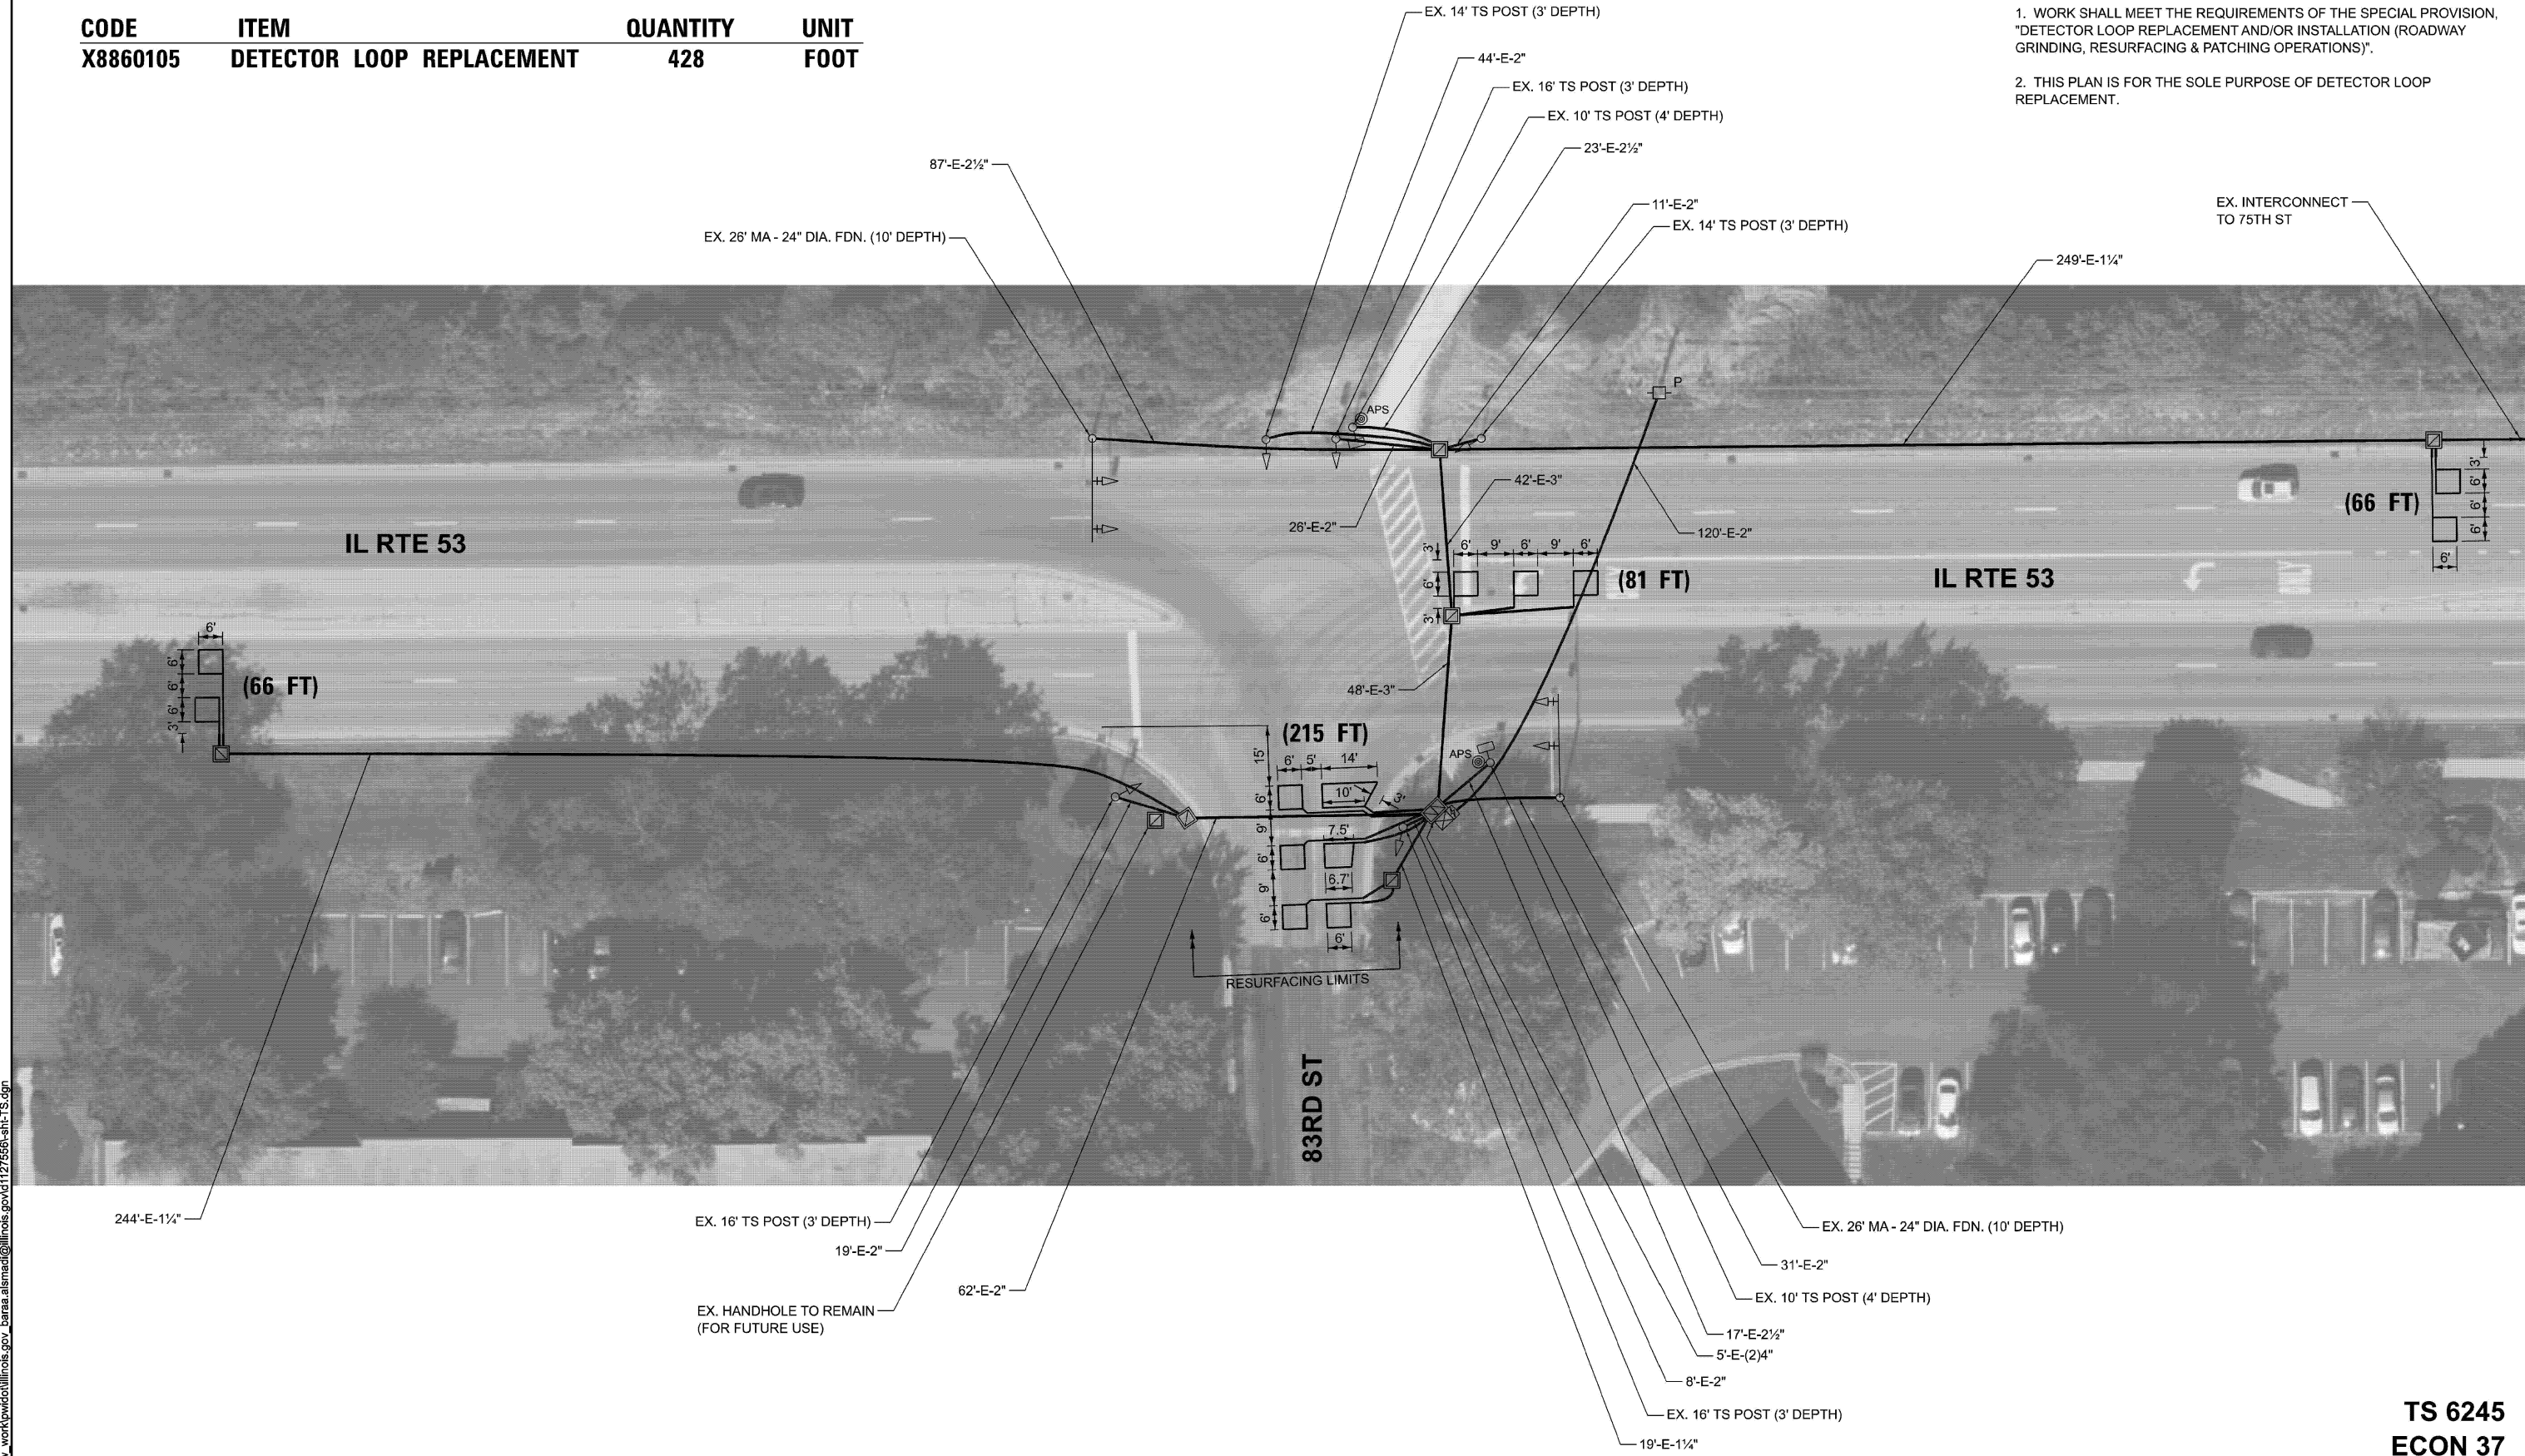 CODE ITEM QUANTITY UNIT
X8860105 DETECTOR LOOP REPLACEMENT 428 FOOT
1. WORK SHALL MEET THE REQUIREMENTS OF THE SPECIAL PROVISION,
"DETECTOR LOOP REPLACEMENT AND/OR INSTALLATION (ROADWAY
GRINDING, RESURFACING & PATCHING OPERATIONS)".
2. THIS PLAN IS FOR THE SOLE PURPOSE OF DETECTOR LOOP
REPLACEMENT.
EX. 14' TS POST (3' DEPTH)
44'-E-2"
EX. 16' TS POST (3' DEPTH)
EX. 10' TS POST (4' DEPTH)
23'-E-2½"
87'-E-2½"
11'-E-2"
EX. INTERCONNECT
TO 75TH ST
EX. 14' TS POST (3' DEPTH)
EX. 26' MA - 24" DIA. FDN. (10' DEPTH)
249'-E-1¼"
P
APS
42'-E-3"
26'-E-2"
120'-E-2"
3'
6'
6'
6'
6'
(66 FT)
IL RTE 53
3'
6'
9'
6'
9'
6'
6'
3'
(81 FT)
IL RTE 53
6'
6'
6'
6'
3'
(66 FT)
48'-E-3"
(215 FT)
APS
15'
6'
5'
14'
6'
10'
3'
9'
7.5'
6'
6.7'
9'
6'
6'
RESURFACING LIMITS
83RD ST
244'-E-1¼"
EX. 16' TS POST (3' DEPTH)
19'-E-2"
62'-E-2"
EX. HANDHOLE TO REMAIN
(FOR FUTURE USE)
EX. 26' MA - 24" DIA. FDN. (10' DEPTH)
31'-E-2"
EX. 10' TS POST (4' DEPTH)
17'-E-2½"
5'-E-(2)4"
8'-E-2"
EX. 16' TS POST (3' DEPTH)
19'-E-1¼"
TS 6245
ECON 37